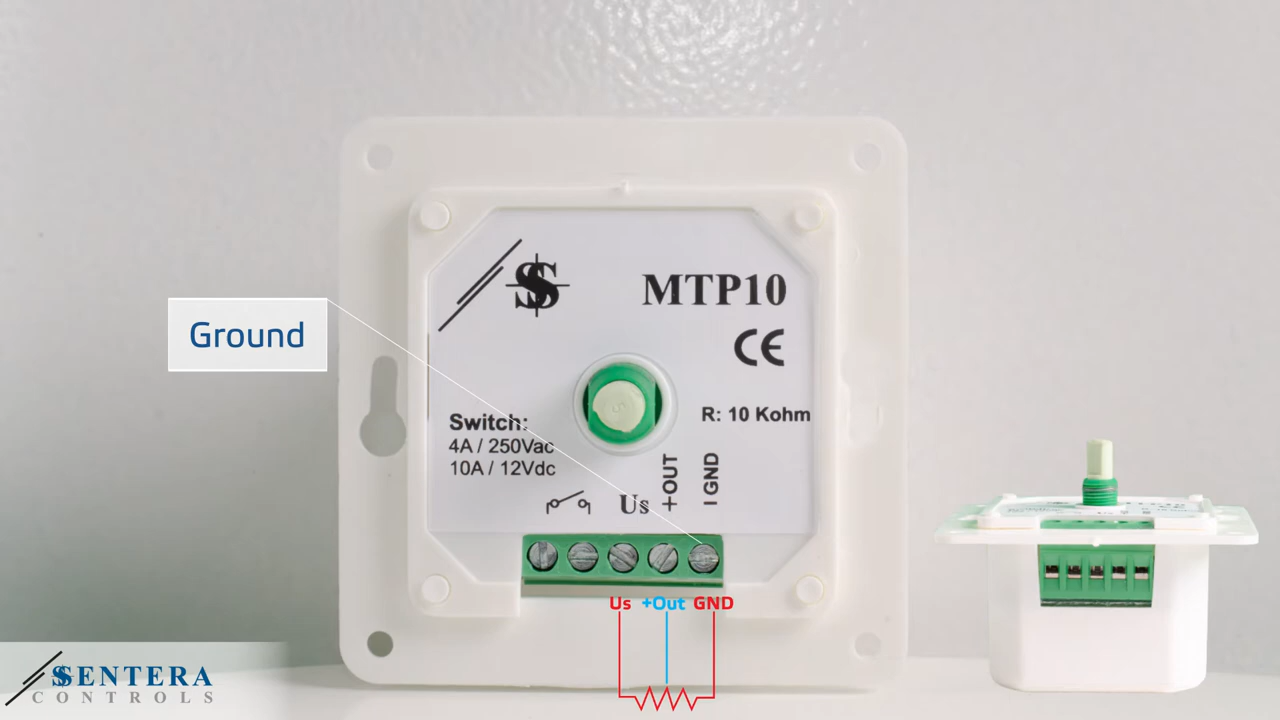 MTP10
CE
Ground
Switch:
4A / 250Vac
10A / 12Vdc
R: 10 Kohm
Us
+OUT
- GND
Us +Out GND
SENTERA
CONTROLS